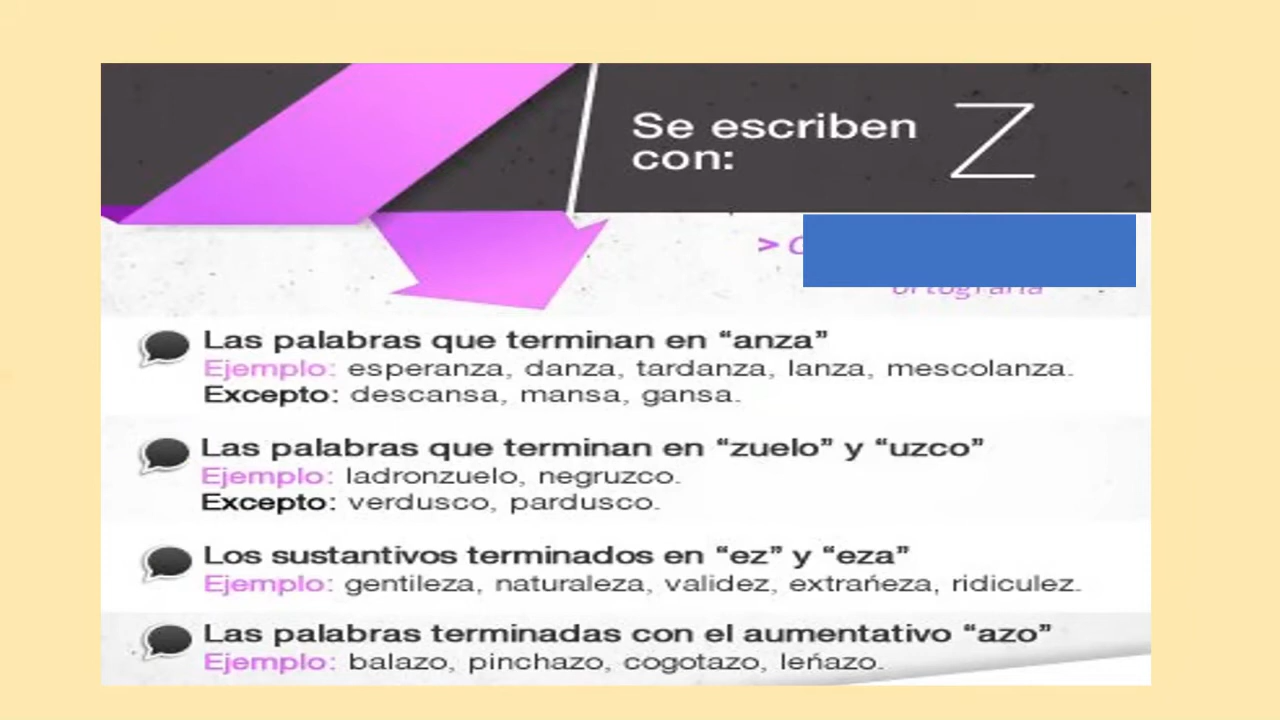 Se escriben
con:
Z
>
ortografía
Las palabras que terminan en “anza”
Ejemplo: esperanza, danza, tardanza, lanza, mescolanza.
Excepto: descansa, mansa, gansa.
Las palabras que terminan en “zuelo” y “uzco”
Ejemplo: ladronzuelo, negruzco.
Excepto: verdusco, pardusco.
Los sustantivos terminados en “ez” y “eza”
Ejemplo: gentileza, naturaleza, validez, extrañeza, ridiculez.
Las palabras terminadas con el aumentativo “azo”
Ejemplo: balazo, pinchazo, cogotazo, leñazo.